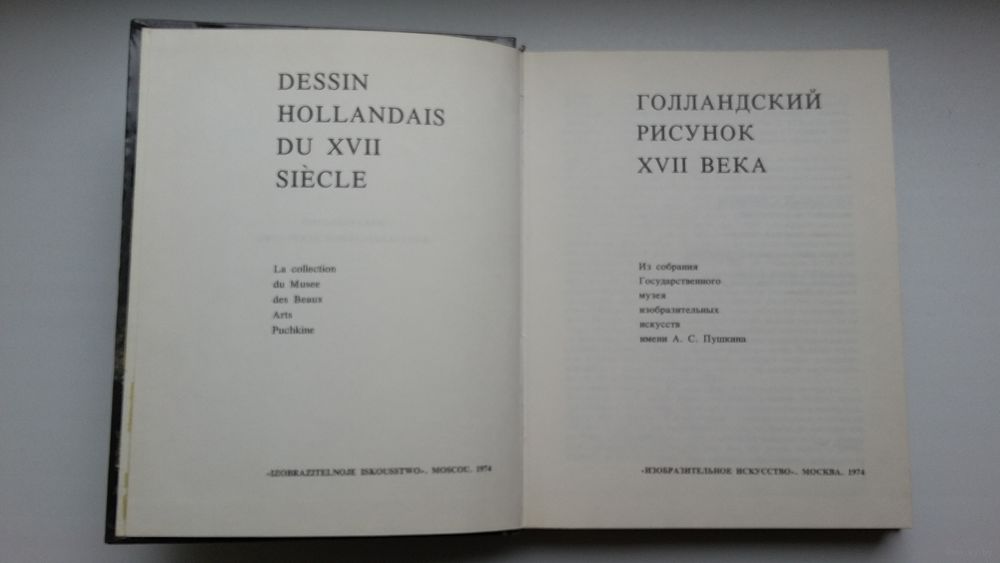 DESSIN
HOLLANDAIS
DU XVII
SIÈCLE
La collection
du Musee
des Beaux
Arts
Puchkine
«IZOBRAZITELNOJE ISKOUSSTWO». MOSCOU. 1974
ГОЛЛАНДСКИЙ
РИСУНОК
XVII ВЕКА
Из собрания
Государственного
музея
изобразительных
искусств
имени А. С. Пушкина
«ИЗОБРАЗИТЕЛЬНОЕ ИСКУССТВО». МОСКВА. 1974